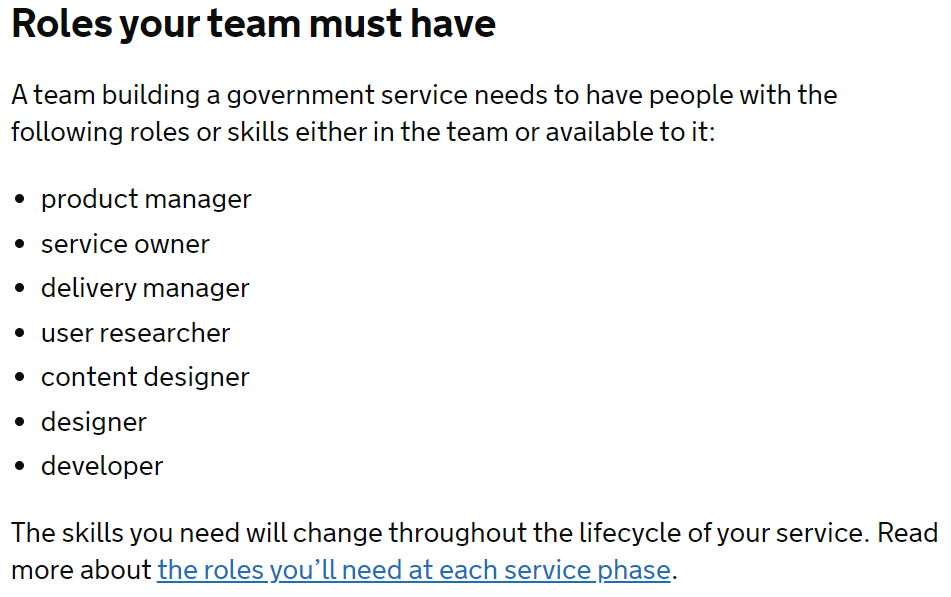 Roles your team must have
A team building a government service needs to have people with the
following roles or skills either in the team or available to it:
• product manager
• service owner
• delivery manager
• user researcher
• content designer
• designer
• developer
The skills you need will change throughout the lifecycle of your service. Read
more about the roles you’ll need at each service phase.